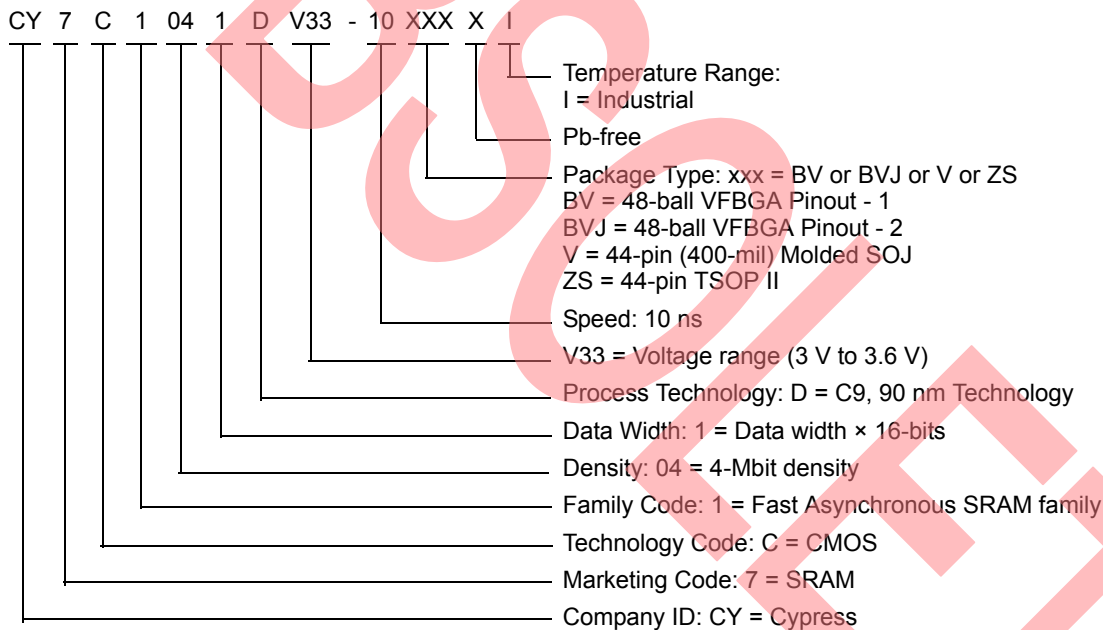 CY 7 C 1 04 1 D V33 - 10 XXX X I
Temperature Range:
I = Industrial
Pb-free
Package Type: xxx = BV or BVJ or V or ZS
BV = 48-ball VFBGA Pinout - 1
BVJ = 48-ball VFBGA Pinout - 2
V = 44-pin (400-mil) Molded SOJ
ZS = 44-pin TSOP II
Speed: 10 ns
V33 = Voltage range (3 V to 3.6 V)
Process Technology: D = C9, 90 nm Technology
Data Width: 1 = Data width × 16-bits
Density: 04 = 4-Mbit density
Family Code: 1 = Fast Asynchronous SRAM family
Technology Code: C = CMOS
Marketing Code: 7 = SRAM
Company ID: CY = Cypress